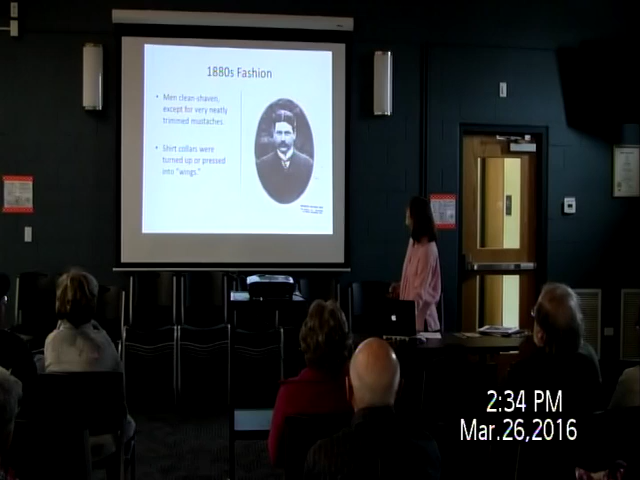 1880s Fashion
• Men clean-shaven,
except for very neatly
trimmed mustaches.
• Shirt collars were
turned up or pressed
into "wings."
2:34 PM
Mar.26,2016